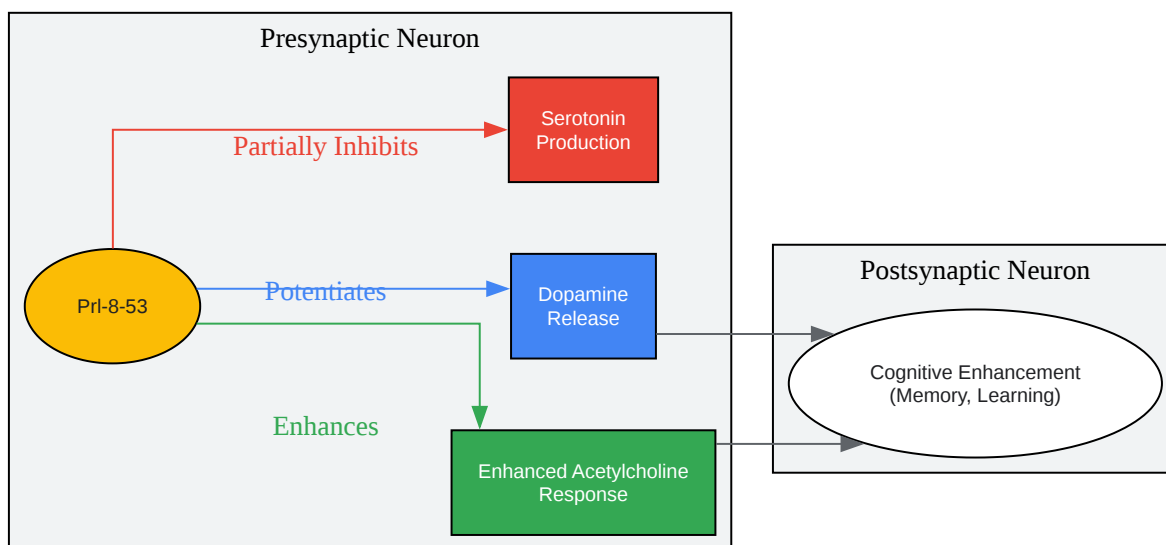 Presynaptic Neuron
Serotonin
Production
Partially Inhibits
Prl-8-53
Potentiates
Dopamine
Release
Enhances
Enhanced Acetylcholine
Response
Postsynaptic Neuron
Cognitive Enhancement
(Memory, Learning)